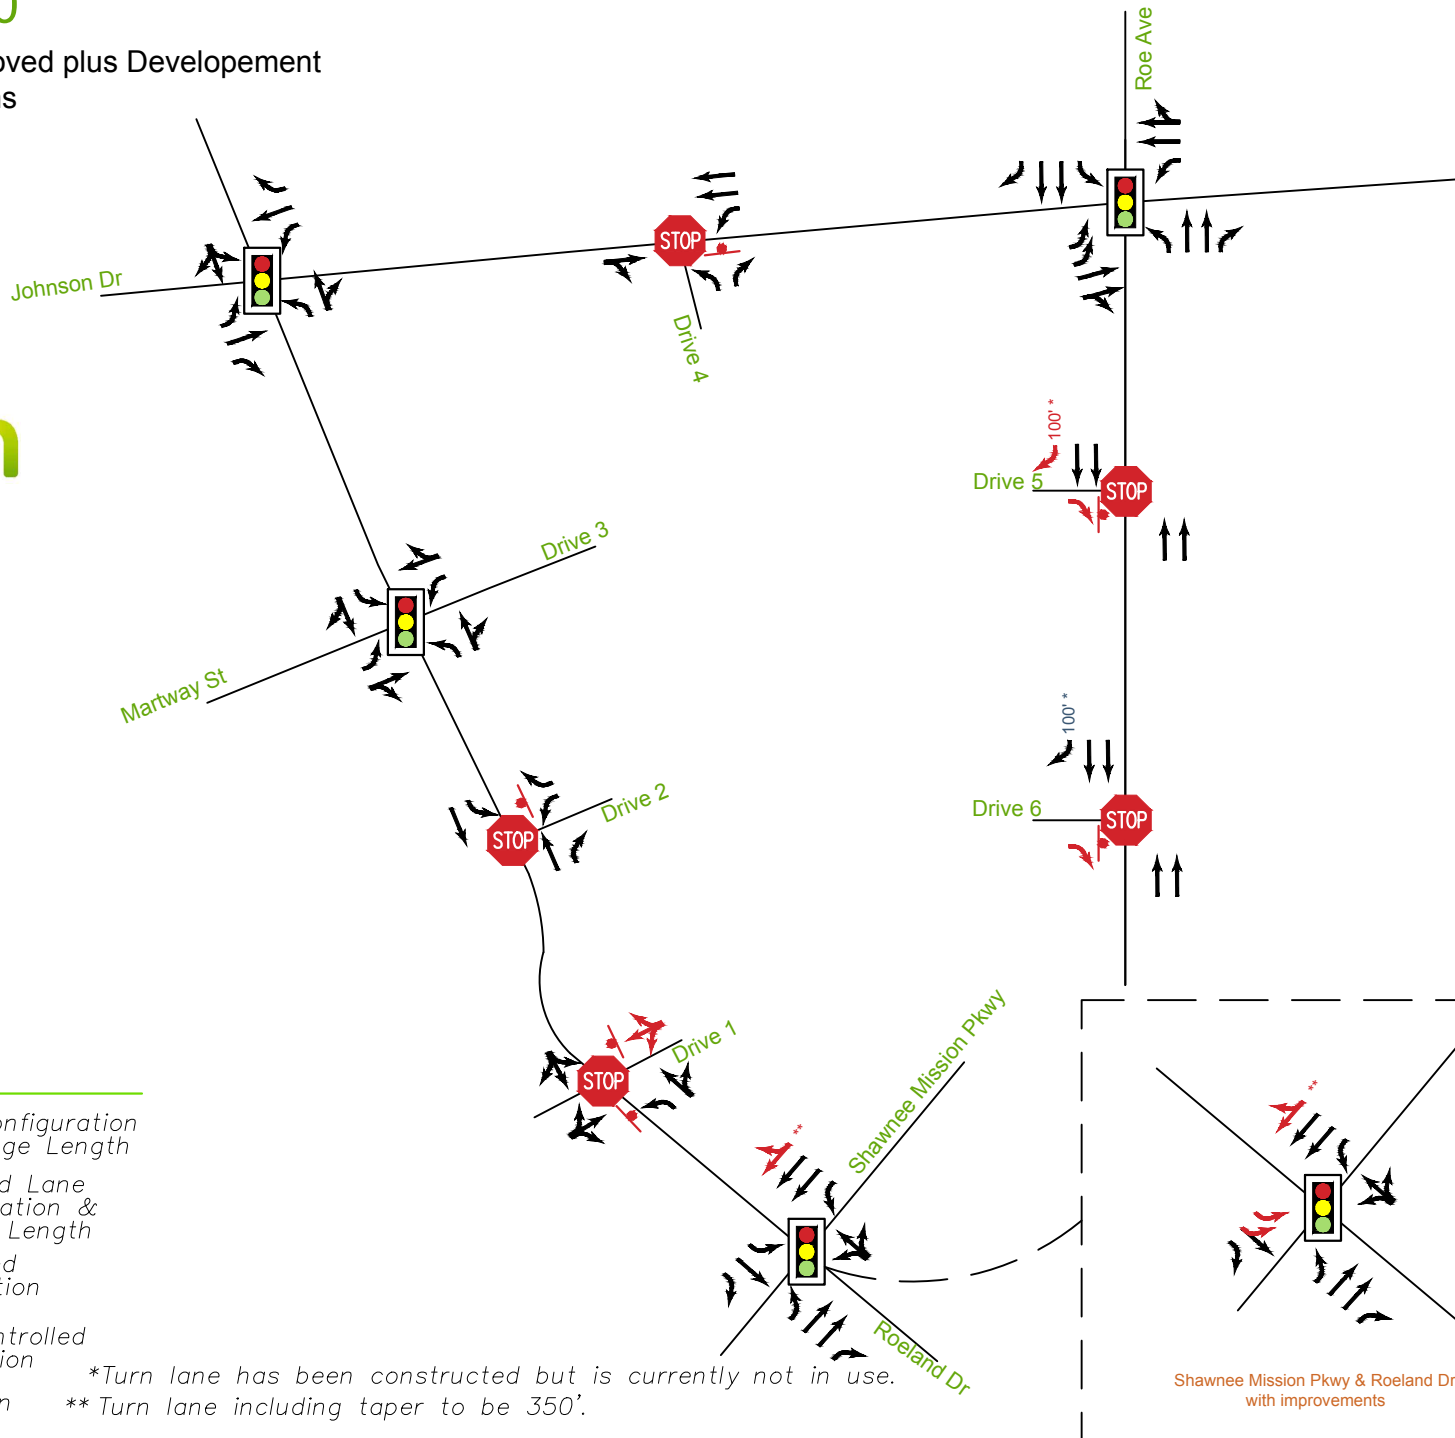 oved plus Developement
ns
Roe Ave
Johnson Dr
STOP
Drive 4
100' *
Drive 5
STOP
Drive 3
Martway St
100' *
Drive 6
STOP
Drive 2
STOP
Drive 1
STOP
Shawnee Mission Pkwy
**
**
Roeland Dr
onfiguration
ge Length
d Lane
ation &
Length
d
tion
ntrolled
ion
n
*Turn lane has been constructed but is currently not in use.
** Turn lane including taper to be 350'.
Shawnee Mission Pkwy & Roeland Dr
with improvements